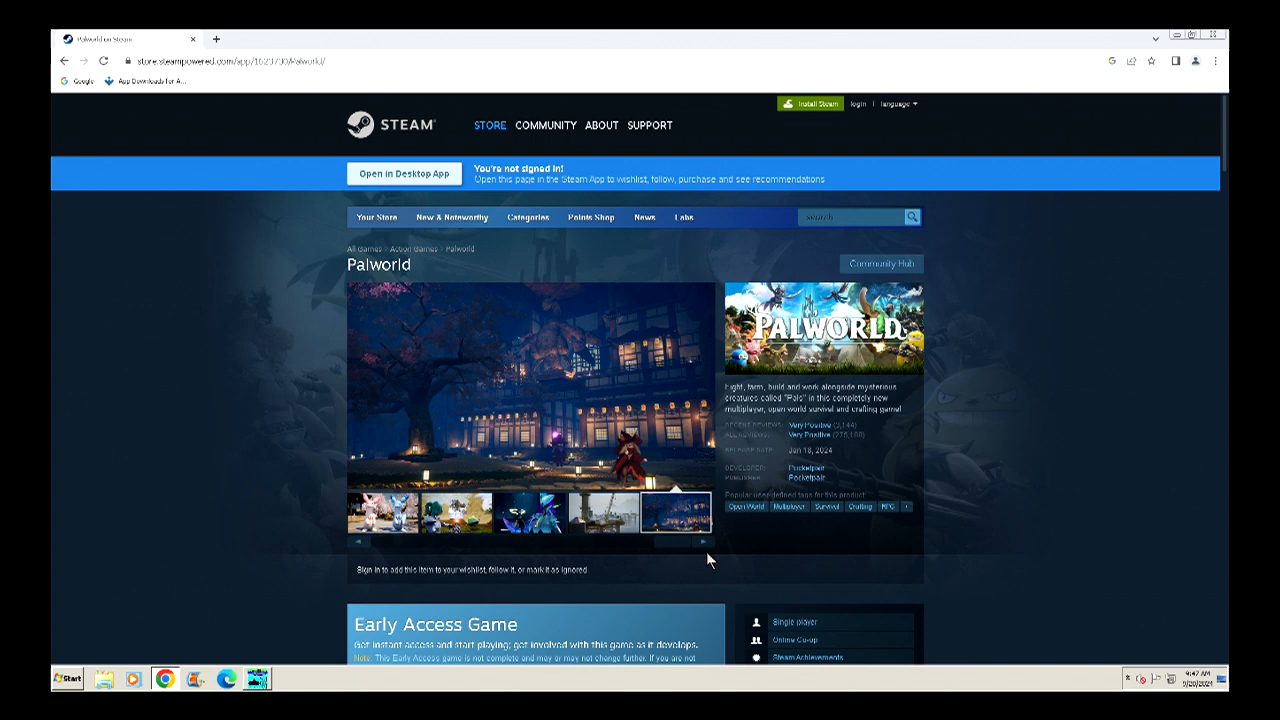 Palworld on Steam
store.steampowered.com/app/1623730/Palworld/
Google
App Downloads for A...
Install Steam
login | language
STEAM®
STORE COMMUNITY ABOUT SUPPORT
Open in Desktop App
You're not signed in!
Open this page in the Steam App to wishlist, follow, purchase and see recommendations
Your Store New & Noteworthy Categories Points Shop News Labs
search
All Games > Action Games > Palworld
Palworld
Community Hub
PALWORLD
Fight, farm, build and work alongside mysterious
creatures called "Pals" in this completely new
multiplayer, open world survival and crafting game!
RECENT REVIEWS: Very Positive (3,144)
ALL REVIEWS: Very Positive
RELEASE DATE: Jan 18, 2024
DEVELOPER: Pocketpair
PUBLISHER: Pocketpair
Popular user-defined tags for this product:
Open World Multiplayer Survival Crafting RPG +
Sign in to add this item to your wishlist, follow it, or mark it as ignored
Early Access Game
Get instant access and start playing; get involved with this game as it develops.
Note: This Early Access game is not complete and may or may not change further. If you are not
Single-player
Online Co-op
Steam Achievements
Start
9:47 AM
9/20/2024